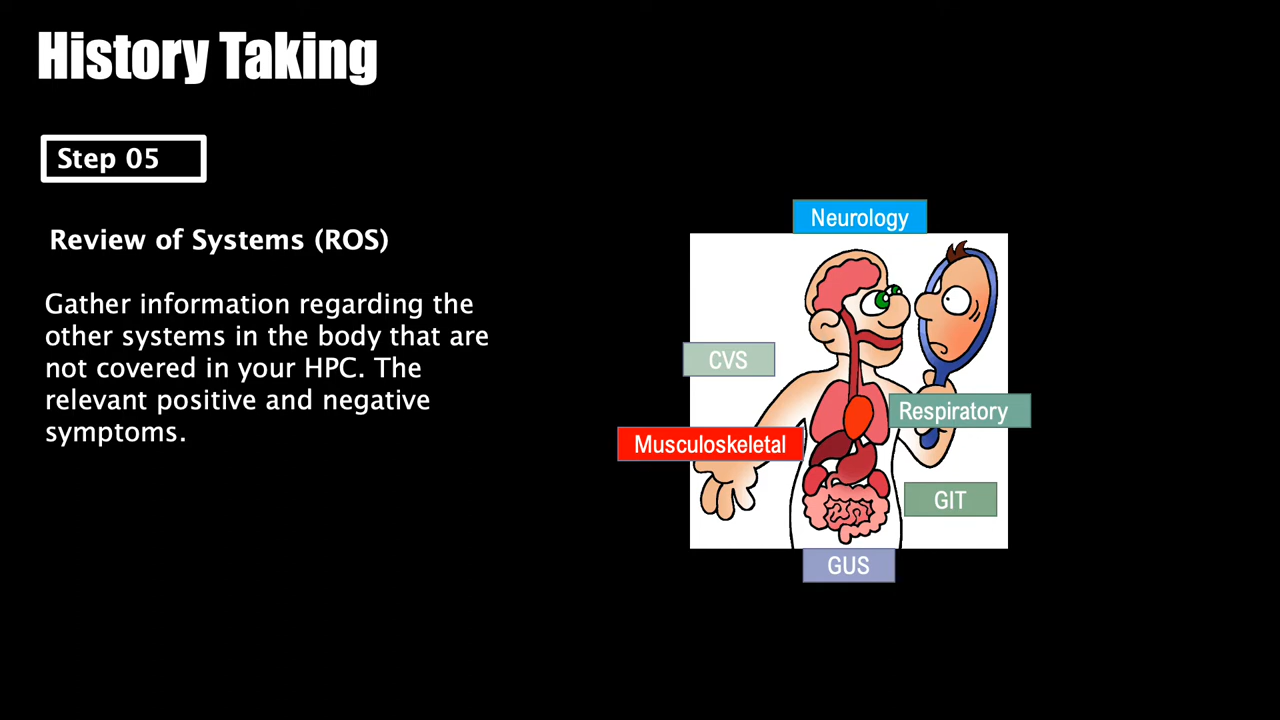 History Taking
Step 05
Review of Systems (ROS)
Gather information regarding the
other systems in the body that are
not covered in your HPC. The
relevant positive and negative
symptoms.
Neurology
CVS
Respiratory
Musculoskeletal
GIT
GUS